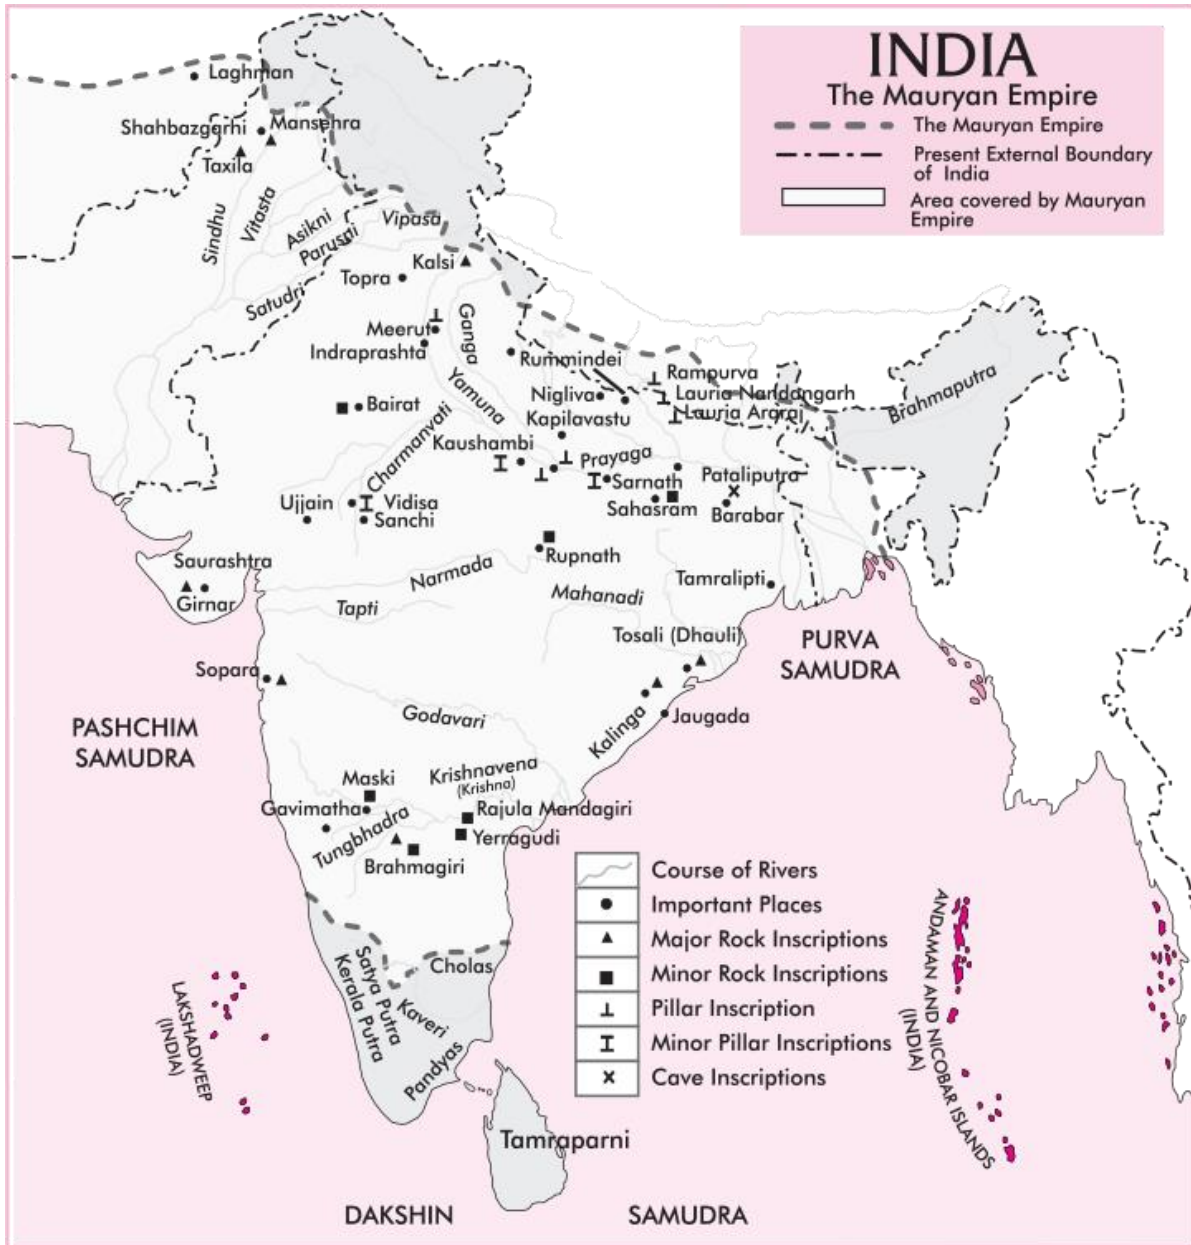 INDIA
The Mauryan Empire
The Mauryan Empire
Present External Boundary
of India
Area covered by Mauryan
Empire
Laghman
Shahbazgarhi
Mansehra
Taxila
Sindhu
Vitasta
Asikni
Parusni
Vipasa
Satudri
Kalsi
Topra
Meerut
Indraprashta
Ganga
Yamuna
Rummindei
Nigliva
Kapilavastu
Rampurva
Lauria Nandangarh
Lauria Araraj
Brahmaputra
Bairat
Charmanvati
Kaushambi
Prayaga
Sarnath
Sahasram
Pataliputra
Barabar
Ujjain
Vidisa
Sanchi
Saurashtra
Girnar
Narmada
Tapti
Rupnath
Mahanadi
Tamralipti
Tosali (Dhauli)
PURVA
SAMUDRA
Sopara
PASHCHIM
SAMUDRA
Godavari
Kalinga
Jaugada
Maski
Krishnavena
(Krishna)
Gavimatha
Rajula Mandagiri
Tungbhadra
Yerragudi
Brahmagiri
Course of Rivers
Important Places
Major Rock Inscriptions
Minor Rock Inscriptions
Pillar Inscription
Minor Pillar Inscriptions
Cave Inscriptions
Cholas
Satya Putra
Kerala Putra
Kaveri
Pandyas
LAKSHADWEEP
(INDIA)
ANDAMAN AND NICOBAR ISLANDS
(INDIA)
Tamraparni
DAKSHIN SAMUDRA